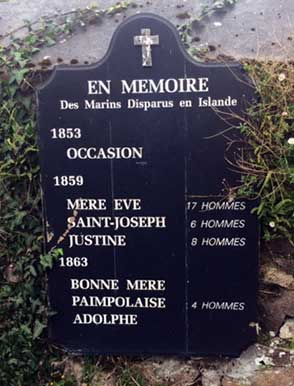 EN MEMOIRE
Des Marins Disparus en Islande
1853
OCCASION
1859
MERE EVE 17 HOMMES
SAINT-JOSEPH 6 HOMMES
JUSTINE 8 HOMMES
1863
BONNE MERE
PAIMPOLAISE 4 HOMMES
ADOLPHE